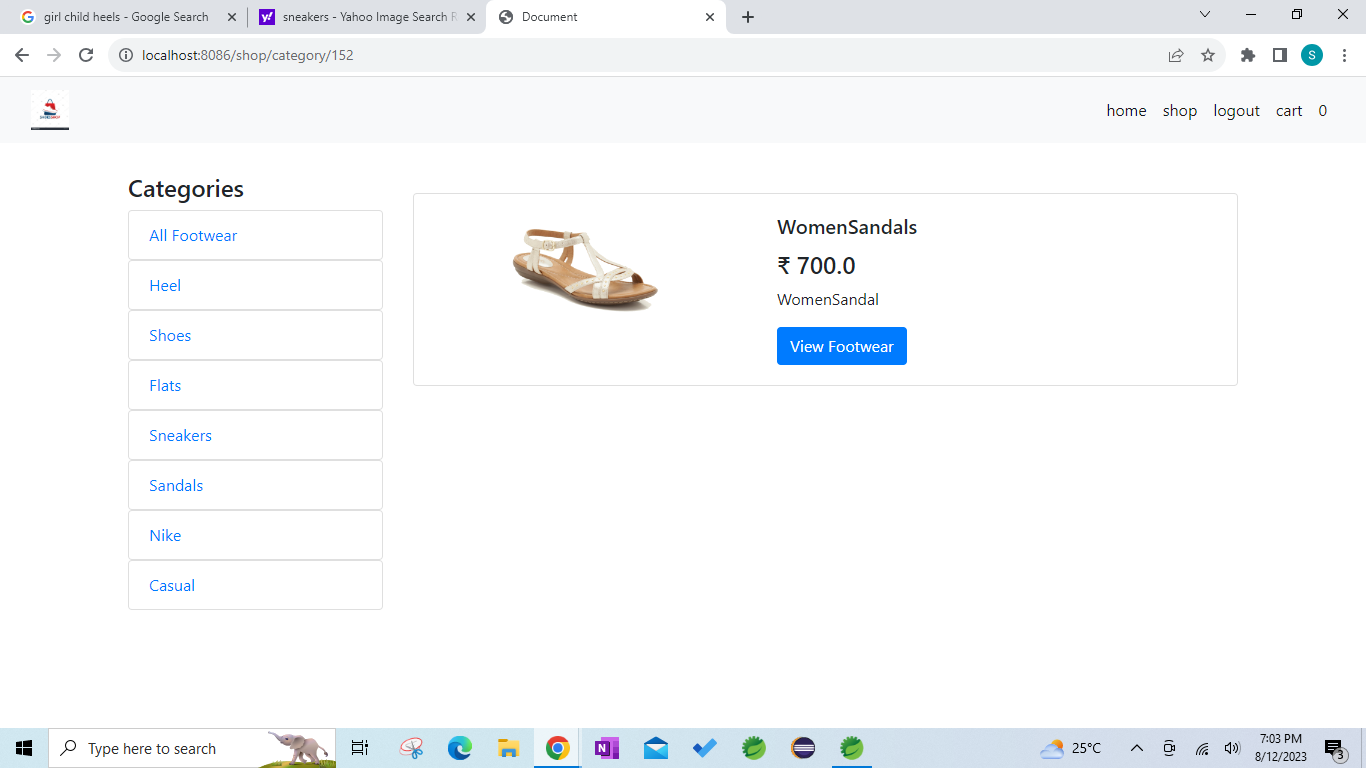 girl child heels - Google Search
sneakers - Yahoo Image Search R
Document
localhost:8086/shop/category/152
S
home shop logout cart 0
Categories
All Footwear
Heel
Shoes
Flats
Sneakers
Sandals
Nike
Casual
WomenSandals
₹ 700.0
WomenSandal
View Footwear
Type here to search
25°C
7:03 PM
8/12/2023
3